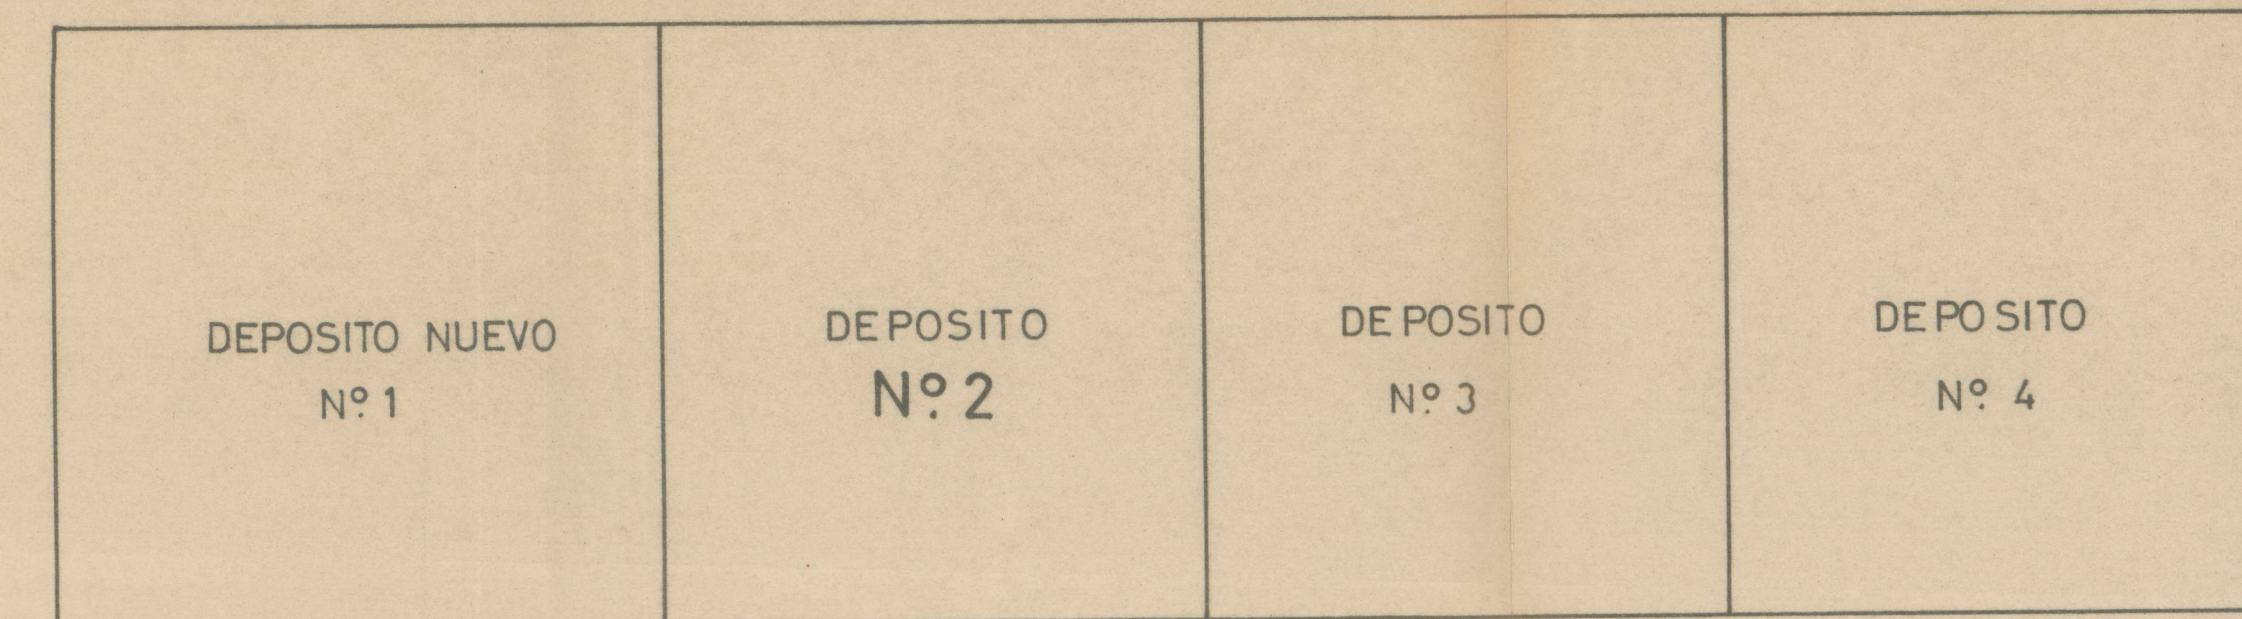 DEPOSITO NUEVO
Nº 1
DEPOSITO
Nº 2
DEPOSITO
Nº 3
DEPOSITO
Nº 4